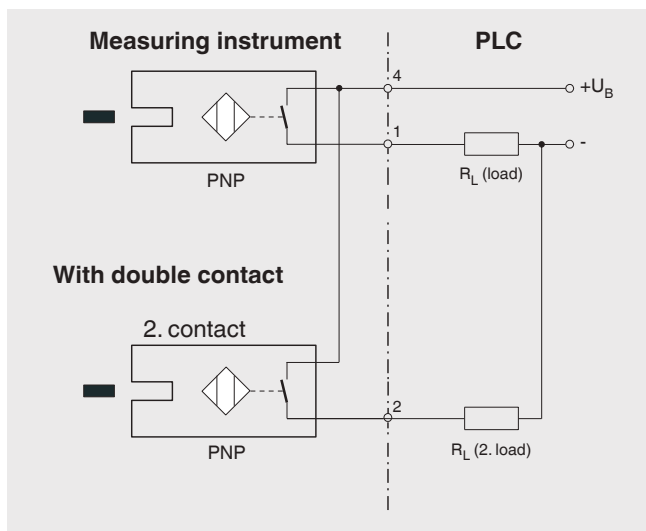 Measuring instrument
PLC
4
+U_B
1
-
R_L (load)
PNP
With double contact
2. contact
2
R_L (2. load)
PNP